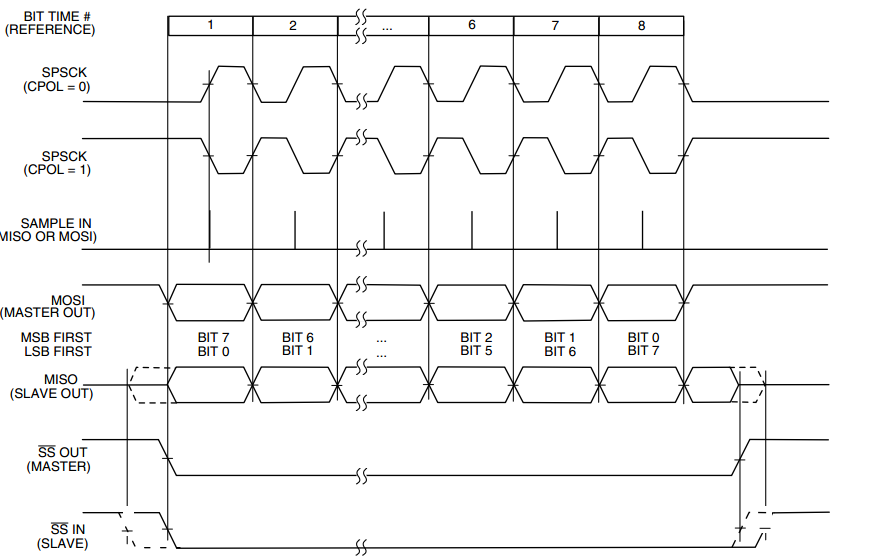 BIT TIME #
(REFERENCE)
1 2 ... 6 7 8
SPSCK
(CPOL = 0)
SPSCK
(CPOL = 1)
SAMPLE IN
MISO OR MOSI)
MOSI
(MASTER OUT)
MSB FIRST BIT 7 BIT 6 ... BIT 2 BIT 1 BIT 0
LSB FIRST BIT 0 BIT 1 ... BIT 5 BIT 6 BIT 7
MISO
(SLAVE OUT)
SS OUT
(MASTER)
SS IN
(SLAVE)